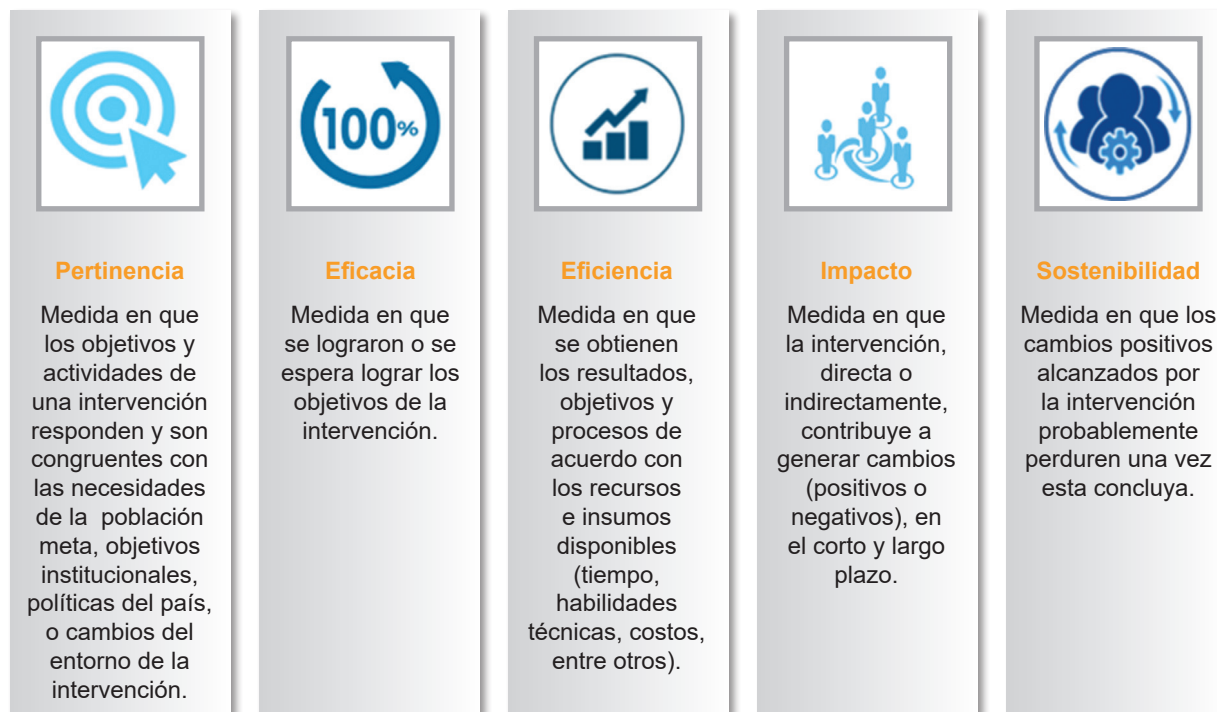 100%
Pertinencia
Medida en que
los objetivos y
actividades de
una intervención
responden y son
congruentes con
las necesidades
de la  población
meta, objetivos
institucionales,
políticas del país,
o cambios del
entorno de la
intervención.
Eficacia
Medida en que
se lograron o se
espera lograr los
objetivos de la
intervención.
Eficiencia
Medida en que
se obtienen
los resultados,
objetivos y
procesos de
acuerdo con
los recursos
e insumos
disponibles
(tiempo,
habilidades
técnicas, costos,
entre otros).
Impacto
Medida en que
la intervención,
directa o
indirectamente,
contribuye a
generar cambios
(positivos o
negativos), en
el corto y largo
plazo.
Sostenibilidad
Medida en que los
cambios positivos
alcanzados por
la intervención
probablemente
perduren una vez
esta concluya.